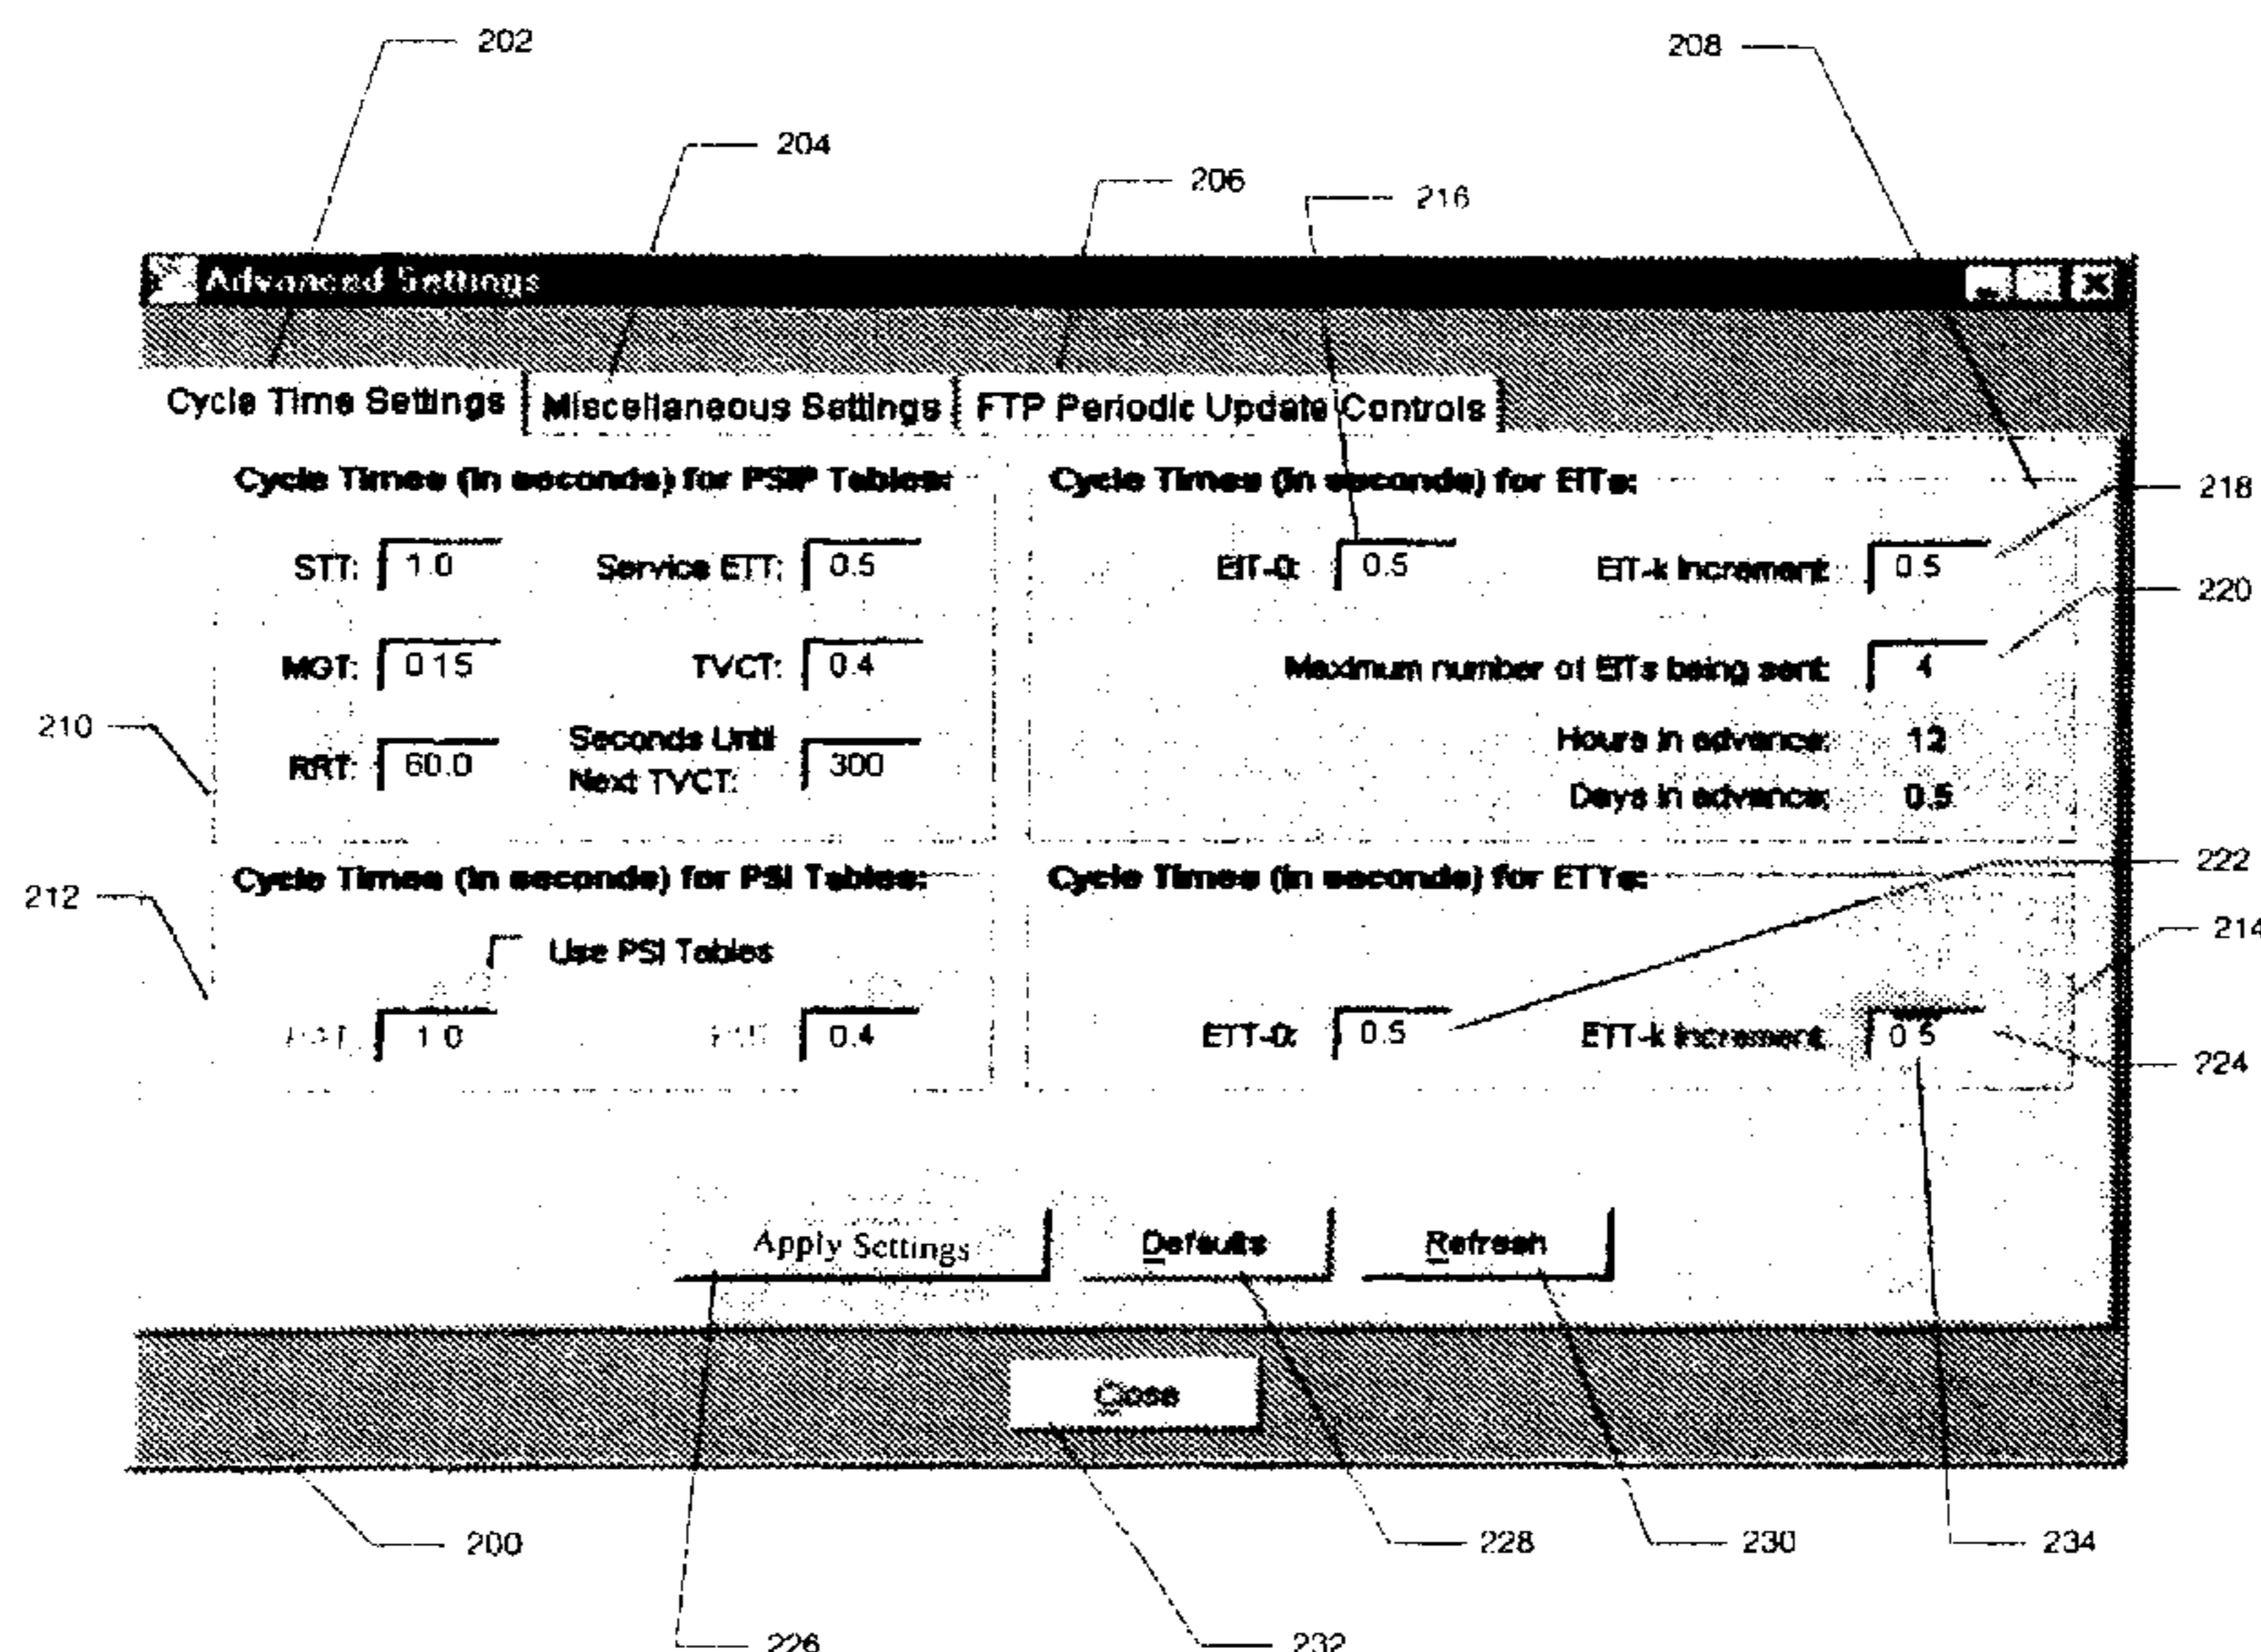 202
208
204
206
216
Advanced Settings
Cycle Time Settings
Miscellaneous Settings
FTP Periodic Update Controls
Cycle Times (in seconds) for PSIP Tables:
Cycle Times (in seconds) for EITs:
218
STT: 1.0
Service ETT: 0.5
EIT-0: 0.5
EIT-k Increment: 0.5
220
MGT: 0.15
TVCT: 0.4
Maximum number of EITs being sent: 4
210
RRT: 60.0
Seconds Until
Next TVCT: 300
Hours in advance: 12
Days in advance: 0.5
222
Cycle Times (in seconds) for PSI Tables:
Cycle Times (in seconds) for ETTs:
212
214
Use PSI Tables
1.0
0.4
ETT-0: 0.5
ETT-k Increment: 0.5
224
Apply Settings
Defaults
Refresh
Close
200
228
230
234
226
232